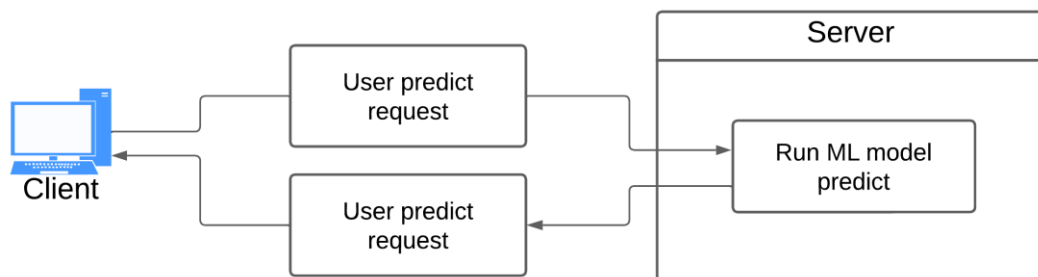 Server
User predict
request
Run ML model
predict
Client
User predict
request